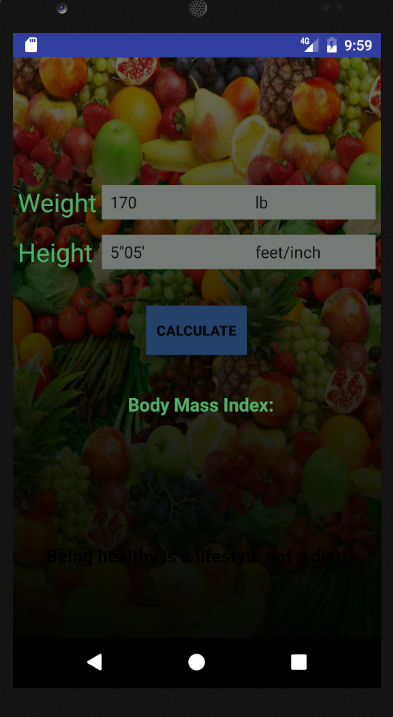 4G 9:59
Weight 170 lb
Height 5"05' feet/inch
CALCULATE
Body Mass Index:
Being healthy is a lifestyle not a diet!